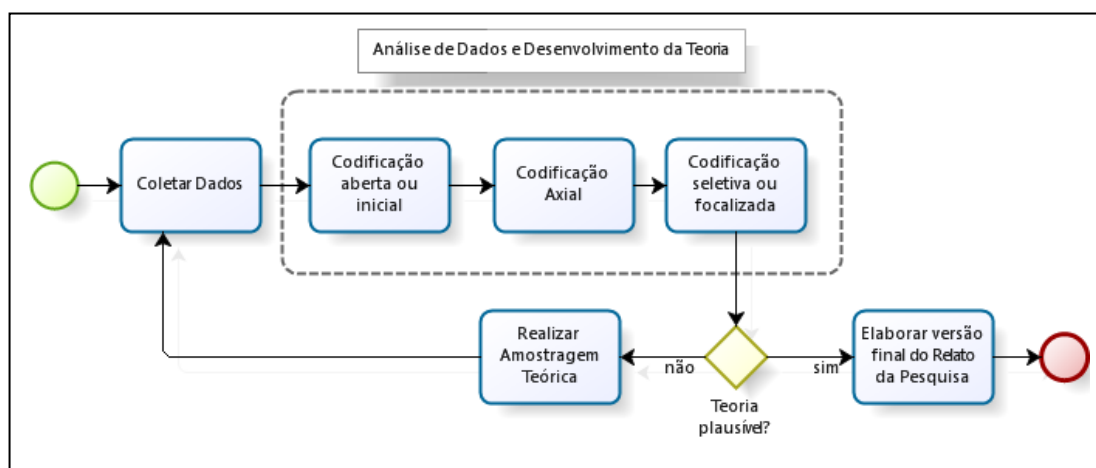 Análise de Dados e Desenvolvimento da Teoria
Coletar Dados
Codificação
aberta ou
inicial
Codificação
Axial
Codificação
seletiva ou
focalizada
Realizar
Amostragem
Teórica
não
sim
Teoria
plausível?
Elaborar versão
final do Relato
da Pesquisa